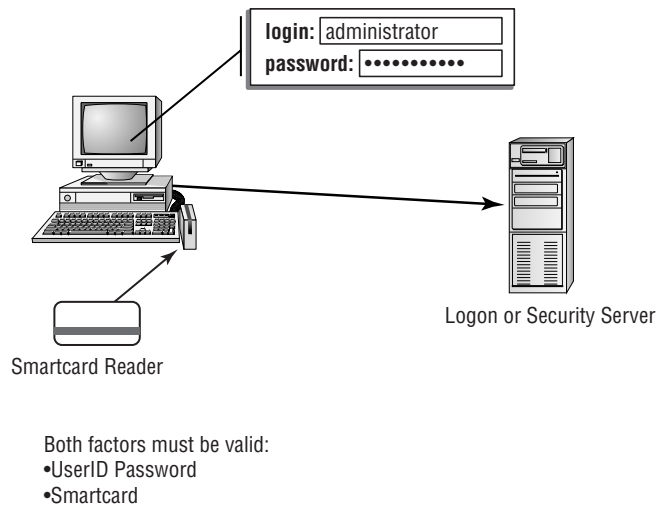 login: administrator
password: •••••••••••
Logon or Security Server
Smartcard Reader
Both factors must be valid:
•UserID Password
•Smartcard